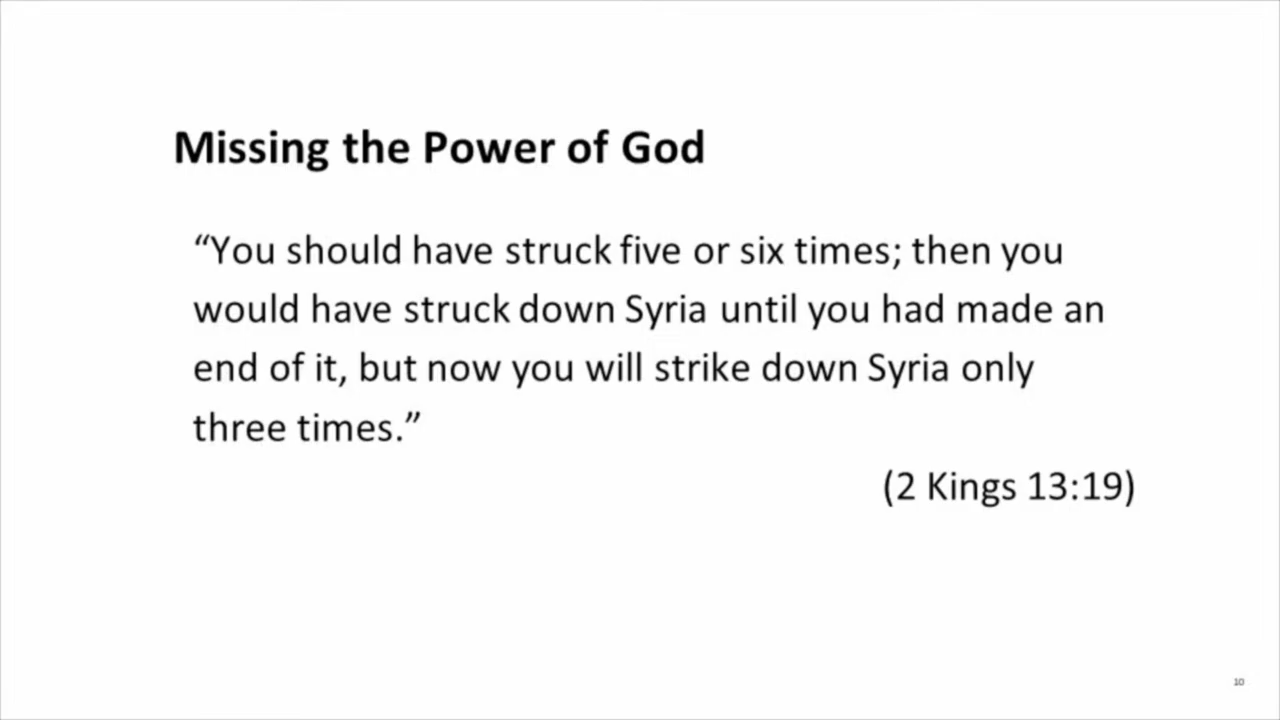 Missing the Power of God
“You should have struck five or six times; then you
would have struck down Syria until you had made an
end of it, but now you will strike down Syria only
three times.”
(2 Kings 13:19)
10